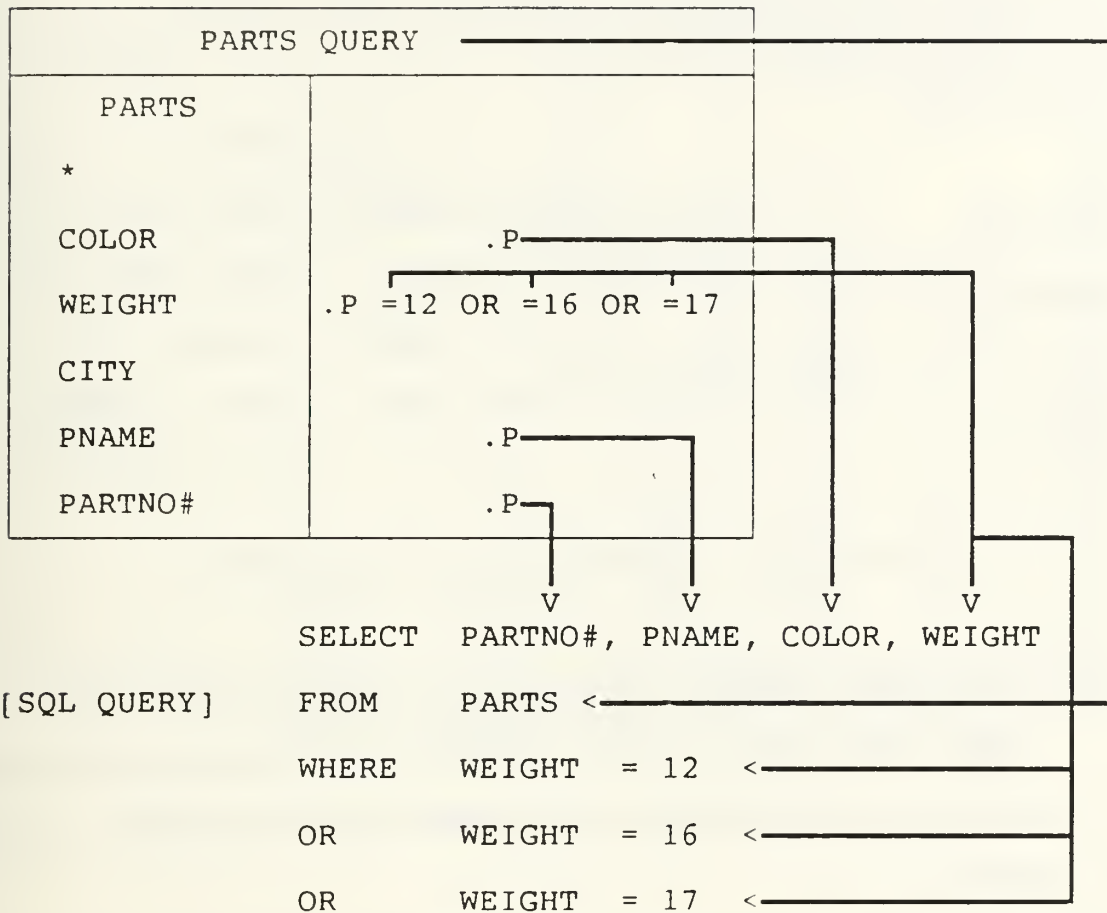 PARTS QUERY
PARTS
*
COLOR .P
WEIGHT .P =12 OR =16 OR =17
CITY
PNAME .P
PARTNO# .P
V V V V
SELECT PARTNO#, PNAME, COLOR, WEIGHT
[SQL QUERY] FROM PARTS <
WHERE WEIGHT = 12 <
OR WEIGHT = 16 <
OR WEIGHT = 17 <